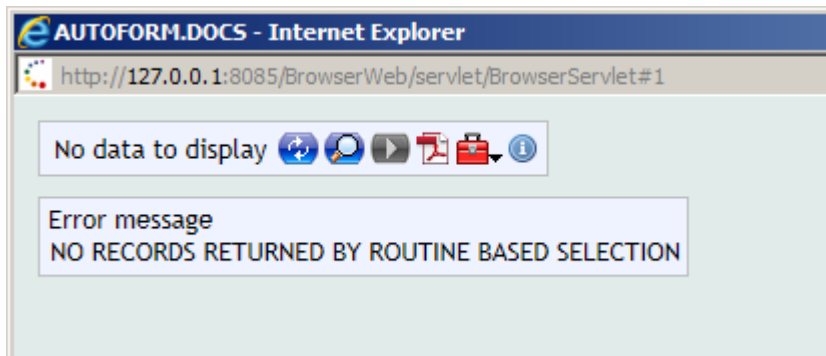 AUTOFORM.DOCS - Internet Explorer
http://127.0.0.1:8085/BrowserWeb/servlet/BrowserServlet#1
No data to display
Error message
NO RECORDS RETURNED BY ROUTINE BASED SELECTION